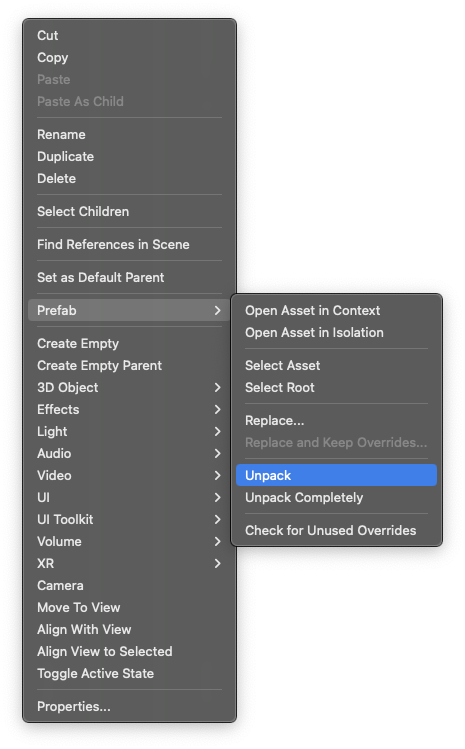 Cut
Copy
Paste
Paste As Child
Rename
Duplicate
Delete
Select Children
Find References in Scene
Set as Default Parent
Prefab
Create Empty
Create Empty Parent
3D Object
Effects
Light
Audio
Video
UI
UI Toolkit
Volume
XR
Camera
Move To View
Align With View
Align View to Selected
Toggle Active State
Properties...
Open Asset in Context
Open Asset in Isolation
Select Asset
Select Root
Replace...
Replace and Keep Overrides...
Unpack
Unpack Completely
Check for Unused Overrides